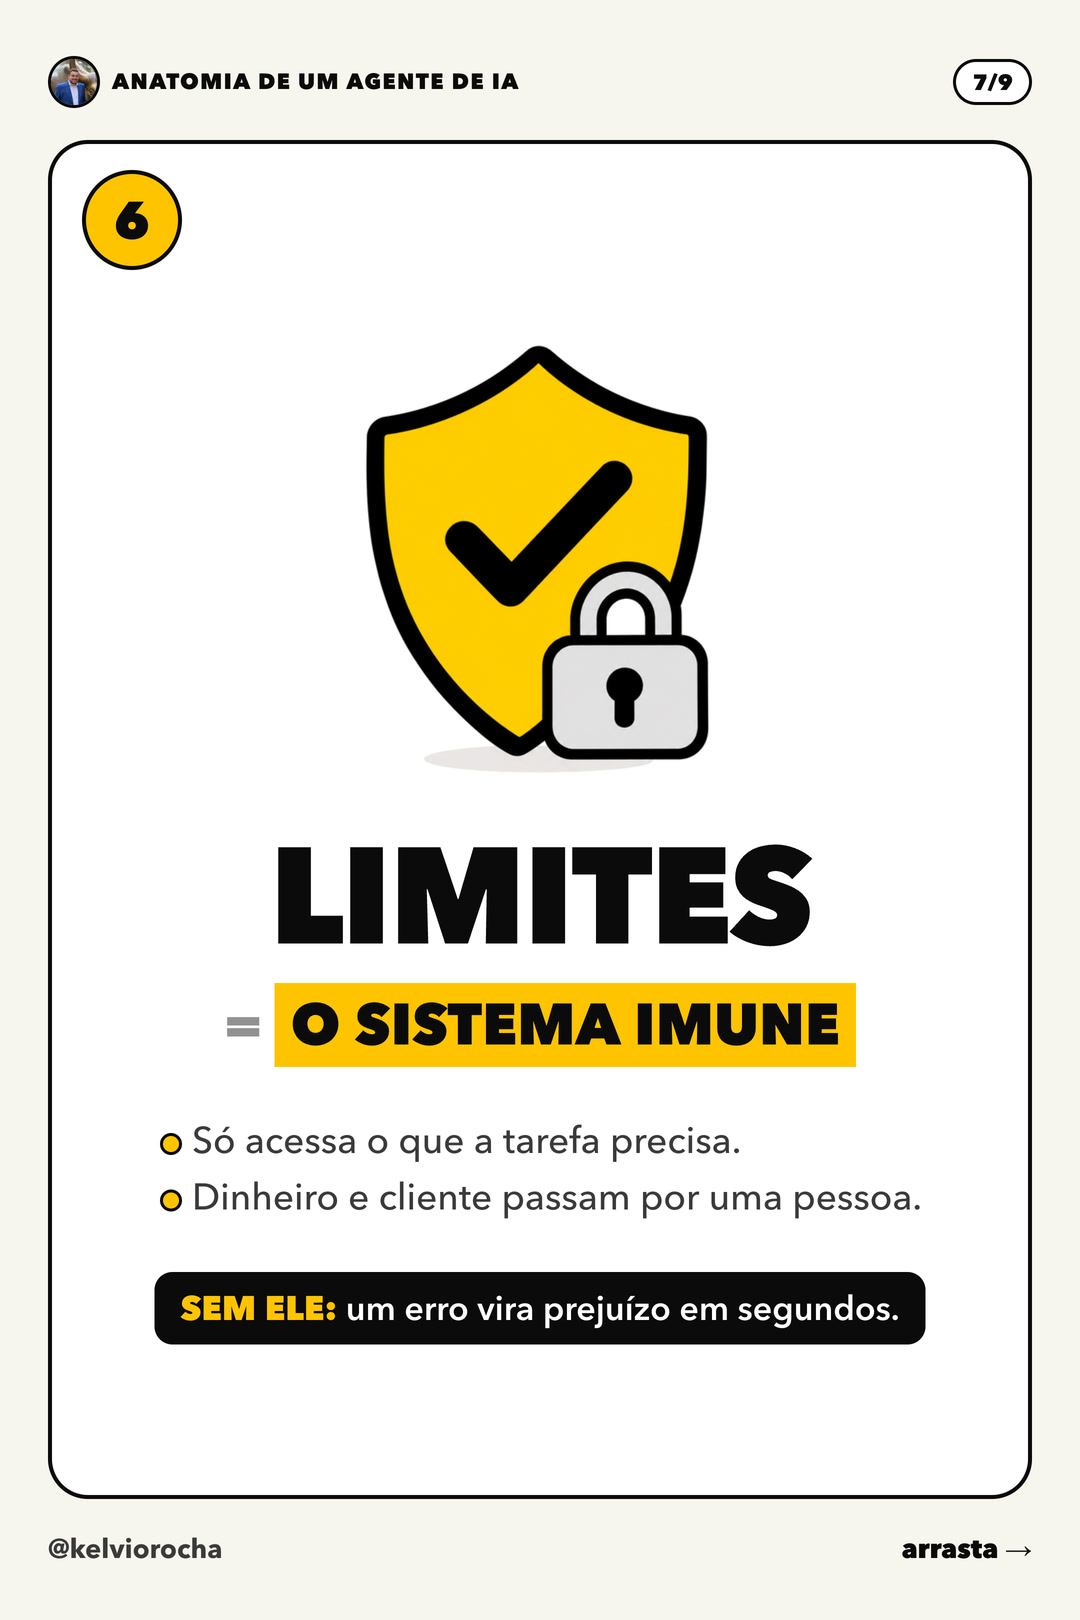 ANATOMIA DE UM AGENTE DE IA
7/9
6
LIMITES
= O SISTEMA IMUNE
Só acessa o que a tarefa precisa.
Dinheiro e cliente passam por uma pessoa.
SEM ELE: um erro vira prejuízo em segundos.
@kelviorocha
arrasta →